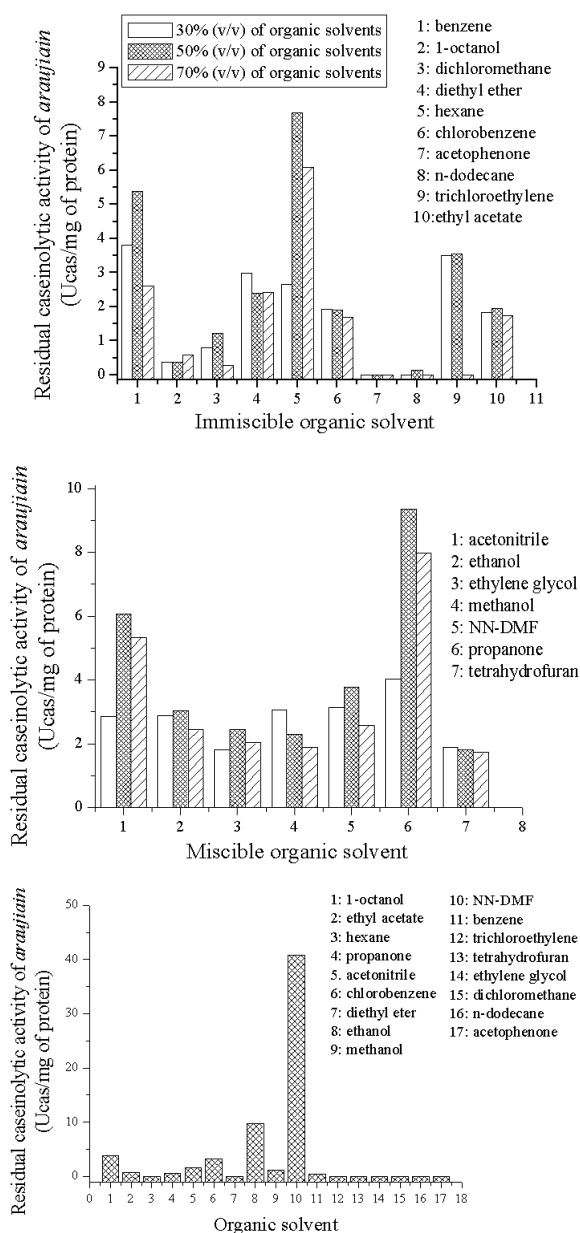 30% (v/v) of organic solvents
50% (v/v) of organic solvents
70% (v/v) of organic solvents
1: benzene
2: 1-octanol
3: dichloromethane
4: diethyl ether
5: hexane
6: chlorobenzene
7: acetophenone
8: n-dodecane
9: trichloroethylene
10:ethyl acetate
Residual caseinolytic activity of araujiain
(Ucas/mg of protein)
9
8
7
6
5
4
3
2
1
0
1 2 3 4 5 6 7 8 9 10 11
Immiscible organic solvent
Residual caseinolytic activity of araujiain
((Ucas/mg of protein)
10
8
6
4
2
0
1: acetonitrile
2: ethanol
3: ethylene glycol
4: methanol
5: NN-DMF
6: propanone
7: tetrahydrofuran
1 2 3 4 5 6 7 8
Miscible organic solvent
Residual caseinolytic activity of araujiain
(Ucas/mg of protein)
50
40
30
20
10
0
1: 1-octanol
2: ethyl acetate
3: hexane
4: propanone
5: acetonitrile
6: chlorobenzene
7: diethyl eter
8: ethanol
9: methanol
10: NN-DMF
11: benzene
12: trichloroethylene
13: tetrahydrofuran
14: ethylene glycol
15: dichloromethane
16: n-dodecane
17: acetophenone
0 1 2 3 4 5 6 7 8 9 10 11 12 13 14 15 16 17 18
Organic solvent